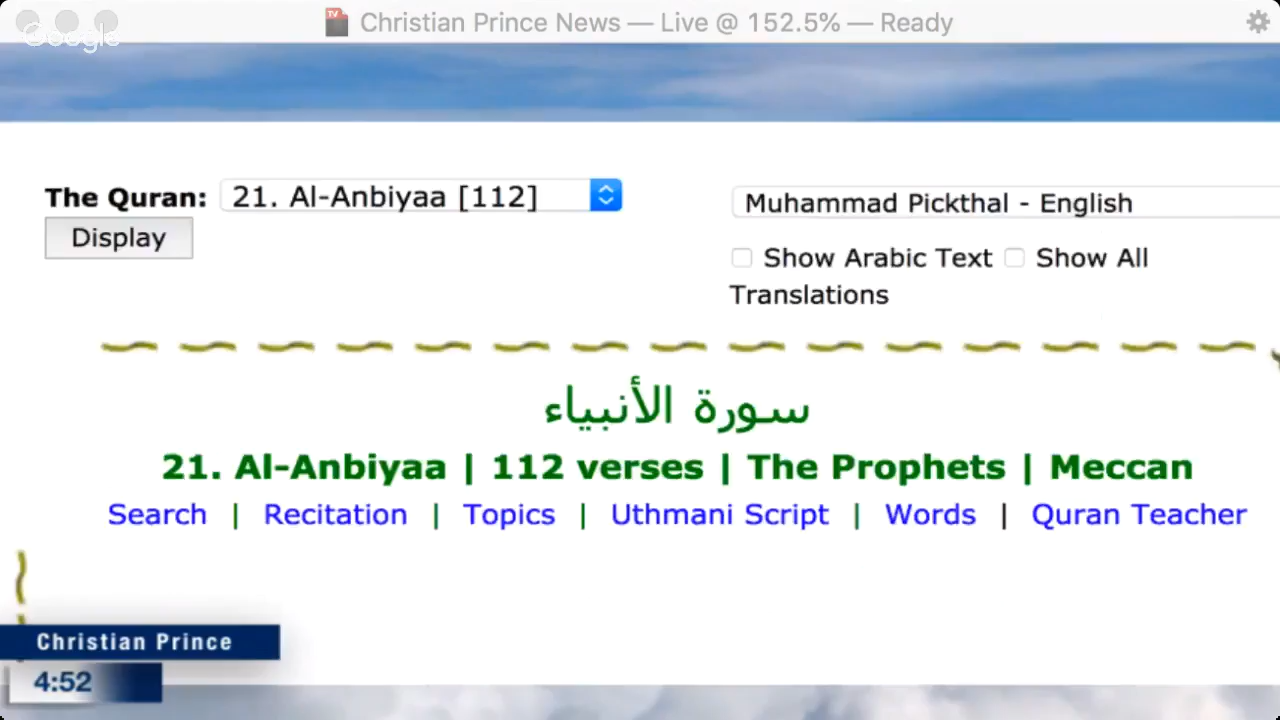 Christian Prince News — Live @ 152.5% — Ready
Google
The Quran: 21. Al-Anbiyaa [112]
Display
Muhammad Pickthal - English
Show Arabic Text Show All
Translations
سورة الأنبياء
21. Al-Anbiyaa | 112 verses | The Prophets | Meccan
Search | Recitation | Topics | Uthmani Script | Words | Quran Teacher
Christian Prince
4:52